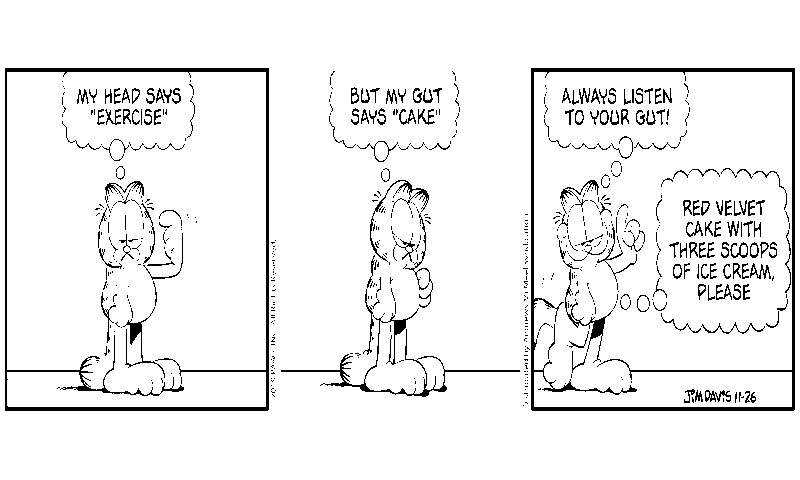 MY HEAD SAYS
"EXERCISE"
BUT MY GUT
SAYS "CAKE"
ALWAYS LISTEN
TO YOUR GUT!
RED VELVET
CAKE WITH
THREE SCOOPS
OF ICE CREAM,
PLEASE
JIM DAVIS 11-26